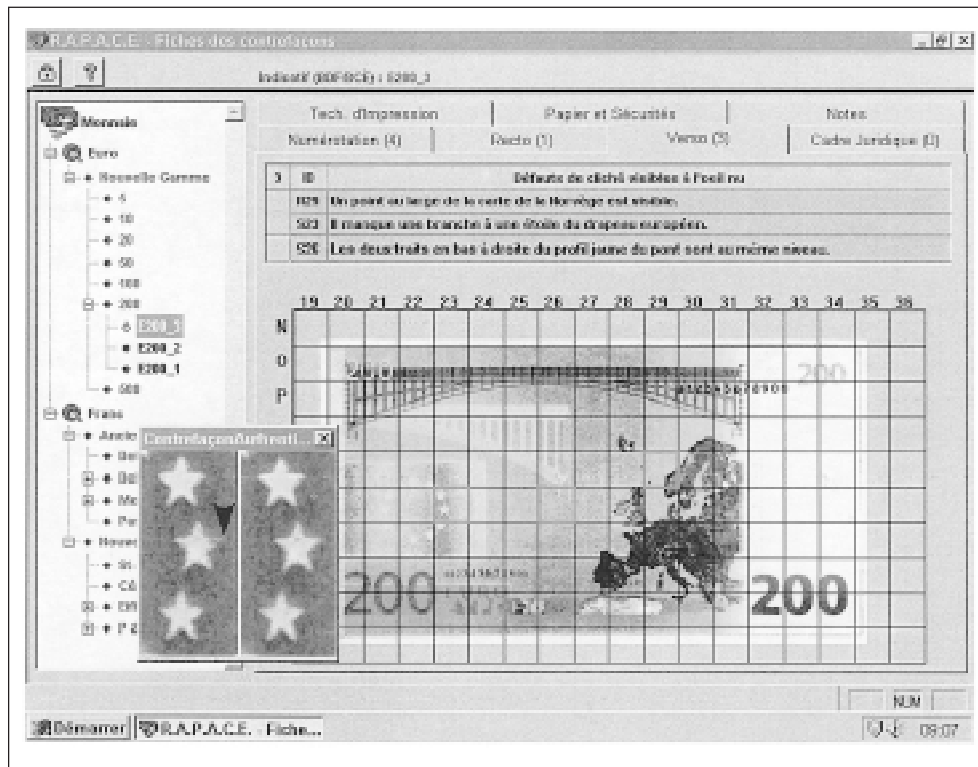 R.A.P.A.C.E - Fiches des contrefaçons
Indicatif (BDF/BCE) : E200_3
Monnaie
Euro
Nouvelle Gamme
5
10
20
50
100
200
E200_3
E200_2
E200_1
500
Franc
Tech. d'Impression
Papier et Sécurités
Notes
Numérotation (4)
Recto (1)
Verso (3)
Cadre Juridique (0)
3 ID Défauts de cliché visibles à l'oeil nu
Un point au large de la carte de la Norvège est visible.
S23 Il manque une branche à une étoile du drapeau européen.
S26 Les deux traits en bas à droite du profil jaune du pont sont au même niveau.
19 20 21 22 23 24 25 26 27 28 29 30 31 32 33 34 35 36
N
O
P
200
200
200
ContrefaçonAuthenti...
NUM
Démarrer
R.A.P.A.C.E. - Fiche...
09:07